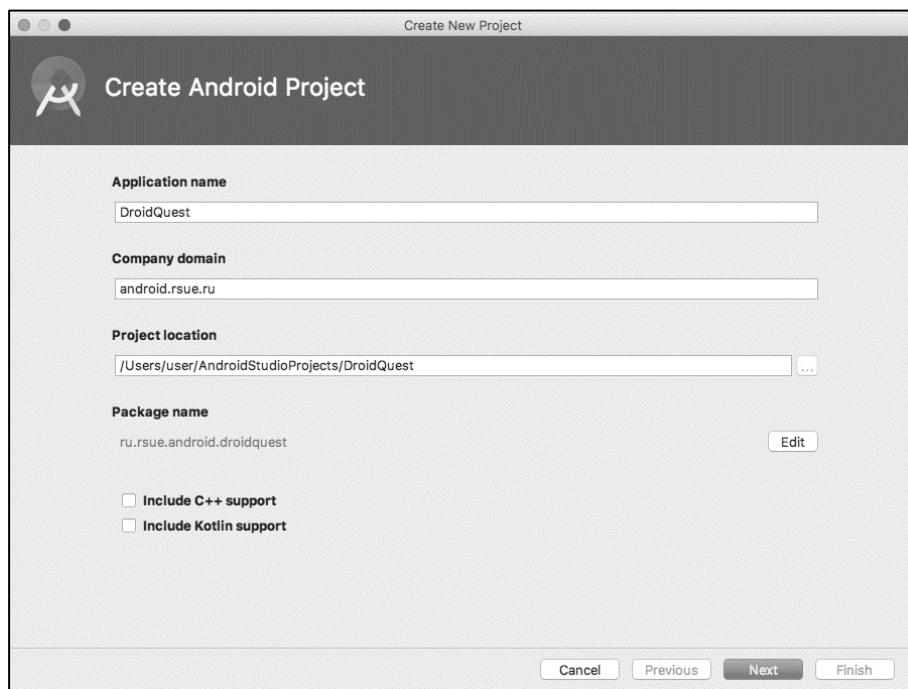 Create New Project
Create Android Project
Application name
DroidQuest
Company domain
android.rsue.ru
Project location
/Users/user/AndroidStudioProjects/DroidQuest
...
Package name
ru.rsue.android.droidquest
Edit
Include C++ support
Include Kotlin support
Cancel Previous Next Finish